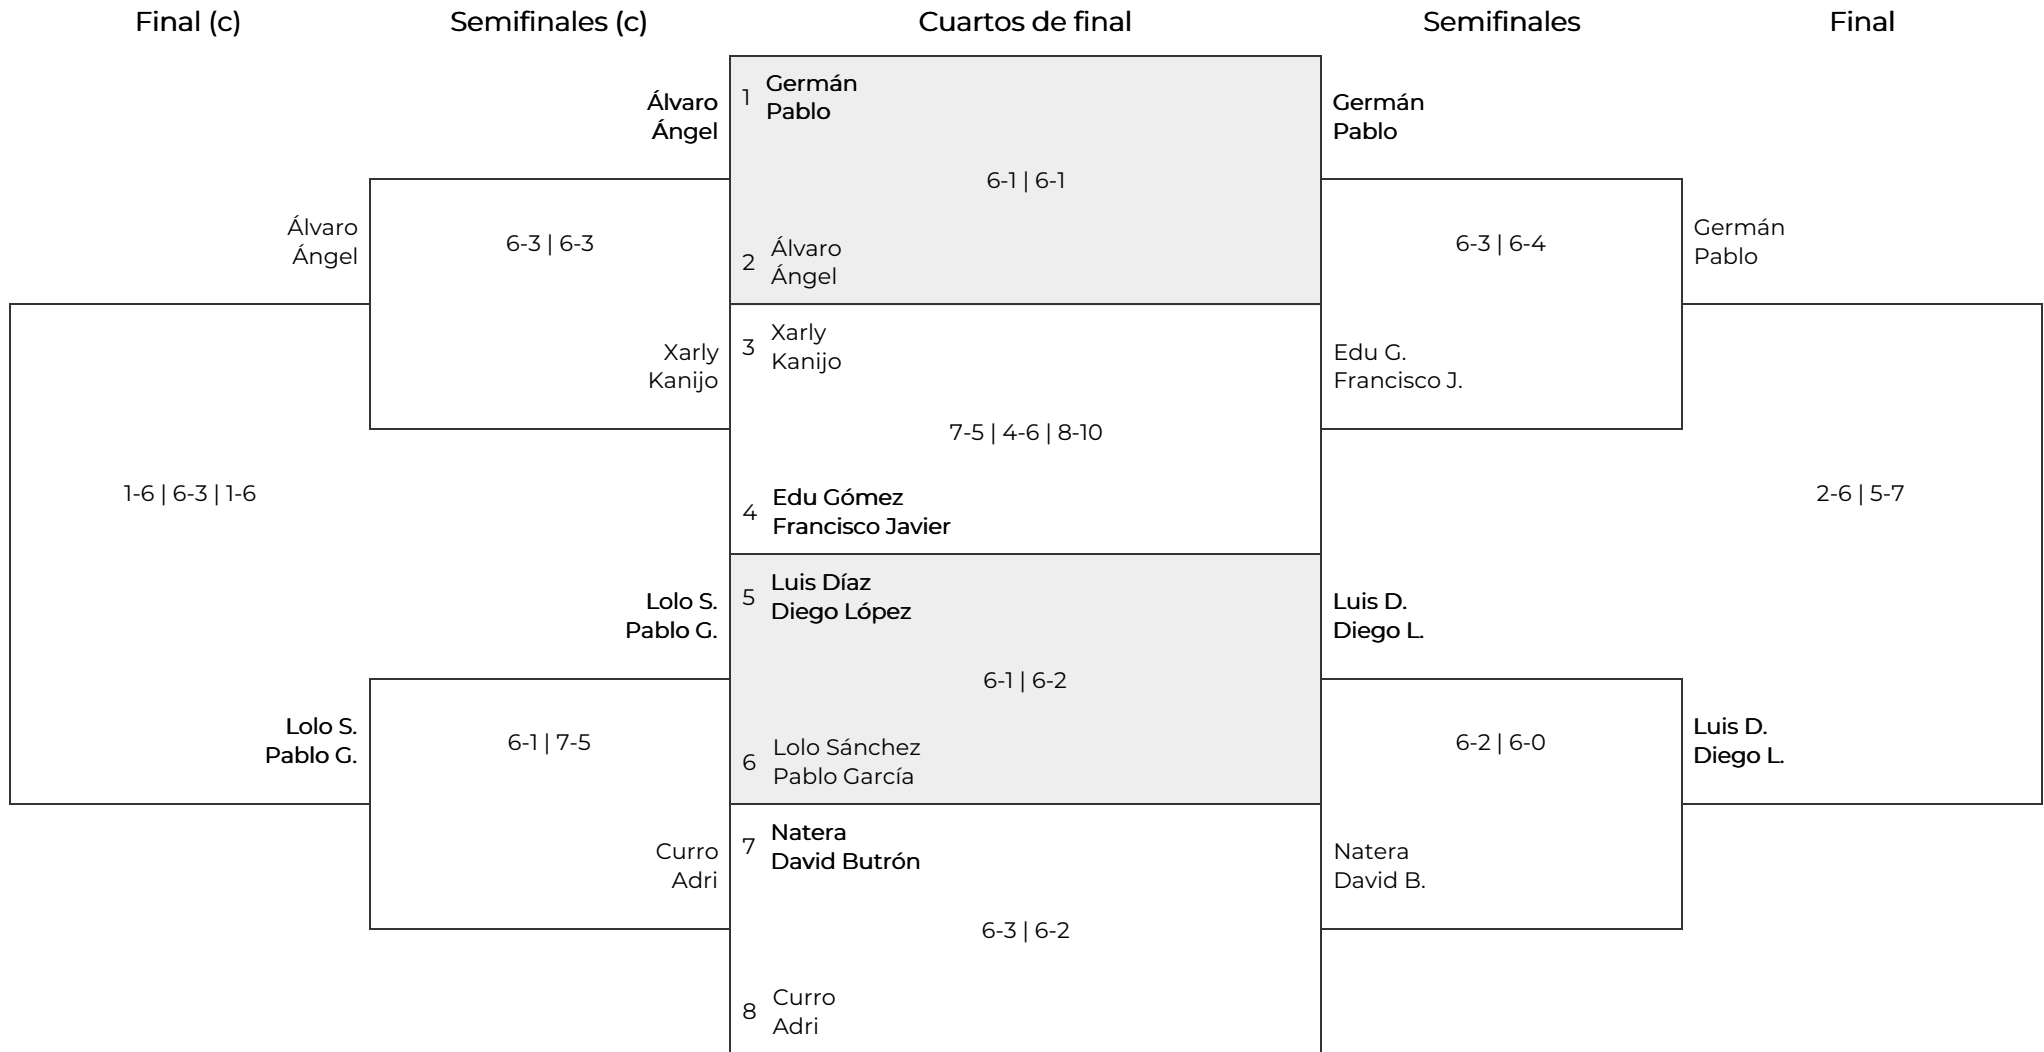 Final (c)
Semifinales (c)
Cuartos de final
Semifinales
Final
Álvaro
Ángel
Álvaro
Ángel
6-3 | 6-3
Xarly
Kanijo
1-6 | 6-3 | 1-6
Lolo S.
Pablo G.
Lolo S.
Pablo G.
6-1 | 7-5
Curro
Adri
1 Germán
Pablo
6-1 | 6-1
2 Álvaro
Ángel
3 Xarly
Kanijo
7-5 | 4-6 | 8-10
4 Edu Gómez
Francisco Javier
5 Luis Díaz
Diego López
6-1 | 6-2
6 Lolo Sánchez
Pablo García
7 Natera
David Butrón
6-3 | 6-2
8 Curro
Adri
Germán
Pablo
6-3 | 6-4
Edu G.
Francisco J.
Germán
Pablo
2-6 | 5-7
Luis D.
Diego L.
6-2 | 6-0
Natera
David B.
Luis D.
Diego L.